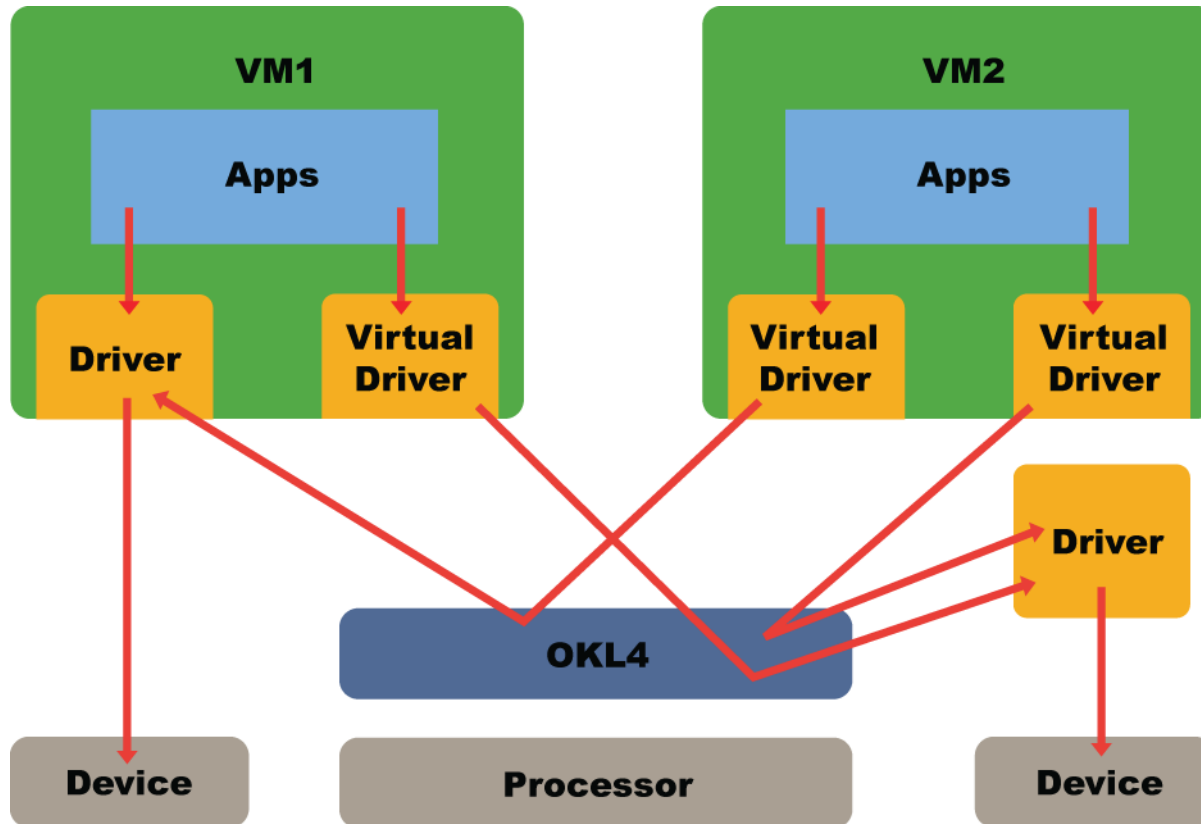 VM1
VM2
Apps
Apps
Driver
Virtual
Driver
Virtual
Driver
Virtual
Driver
Driver
OKL4
Device
Processor
Device